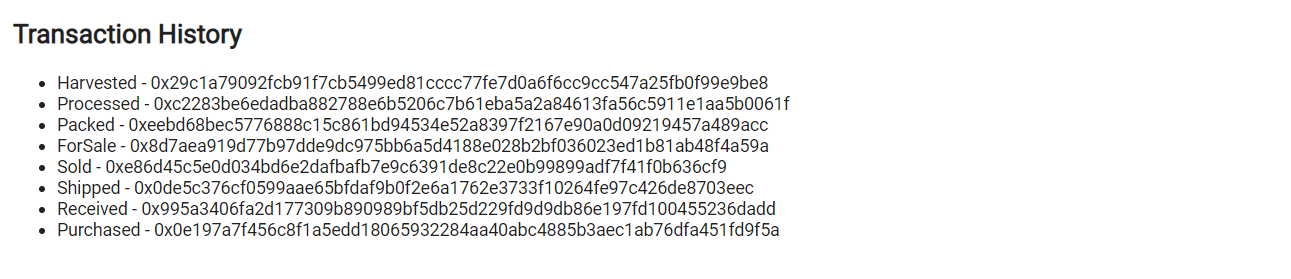 Transaction History
Harvested - 0x29c1a79092fcb91f7cb5499ed81cccc77fe7d0a6f6cc9cc547a25fb0f99e9be8
Processed - 0xc2283be6edadba882788e6b5206c7b61eba5a2a84613fa56c5911e1aa5b0061f
Packed - 0xeebd68bec5776888c15c861bd94534e52a8397f2167e90a0d09219457a489acc
ForSale - 0x8d7aea919d77b97dde9dc975bb6a5d4188e028b2bf036023ed1b81ab48f4a59a
Sold - 0xe86d45c5e0d034bd6e2dafbafb7e9c6391de8c22e0b99899adf7f41f0b636cf9
Shipped - 0x0de5c376cf0599aae65bfdaf9b0f2e6a1762e3733f10264fe97c426de8703eec
Received - 0x995a3406fa2d177309b890989bf5db25d229fd9d9db86e197fd100455236dadd
Purchased - 0x0e197a7f456c8f1a5edd18065932284aa40abc4885b3aec1ab76dfa451fd9f5a